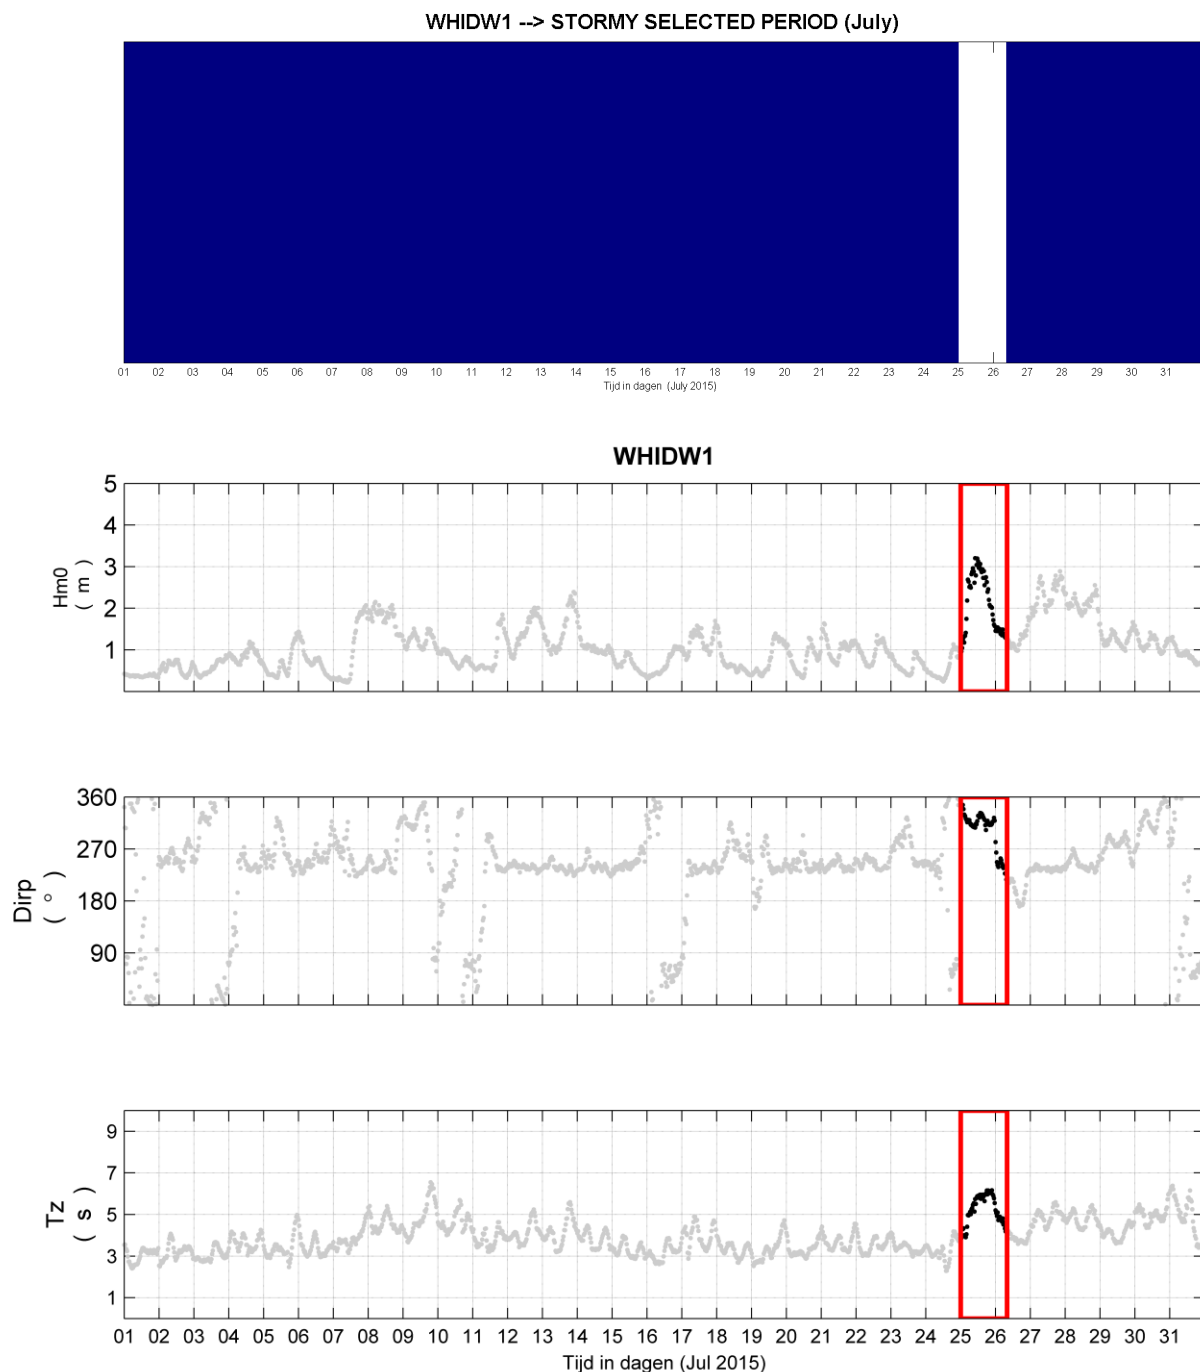 WHIDW1 --> STORMY SELECTED PERIOD (July)
01 02 03 04 05 06 07 08 09 10 11 12 13 14 15 16 17 18 19 20 21 22 23 24 25 26 27 28 29 30 31
Tijd in dagen (July 2015)
WHIDW1
5
4
3
2
1
Hm0
( m )
360
270
180
90
Dirp
( ° )
9
7
5
3
1
Tz
( s )
01 02 03 04 05 06 07 08 09 10 11 12 13 14 15 16 17 18 19 20 21 22 23 24 25 26 27 28 29 30 31
Tijd in dagen (Jul 2015)